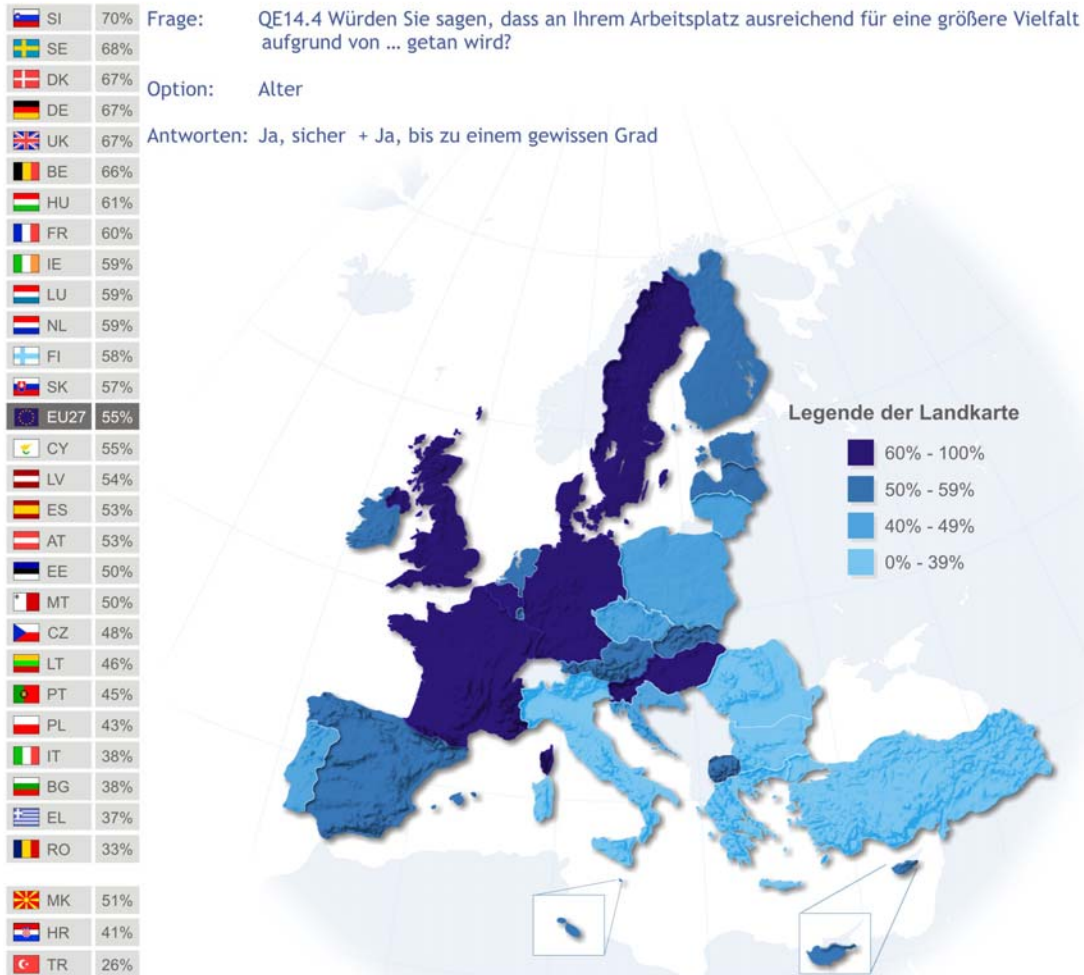 Frage: QE14.4 Würden Sie sagen, dass an Ihrem Arbeitsplatz ausreichend für eine größere Vielfalt
aufgrund von … getan wird?
Option: Alter
Antworten: Ja, sicher + Ja, bis zu einem gewissen Grad
SI 70%
SE 68%
DK 67%
DE 67%
UK 67%
BE 66%
HU 61%
FR 60%
IE 59%
LU 59%
NL 59%
FI 58%
SK 57%
EU27 55%
CY 55%
LV 54%
ES 53%
AT 53%
EE 50%
MT 50%
CZ 48%
LT 46%
PT 45%
PL 43%
IT 38%
BG 38%
EL 37%
RO 33%
MK 51%
HR 41%
TR 26%
Legende der Landkarte
60% - 100%
50% - 59%
40% - 49%
0% - 39%